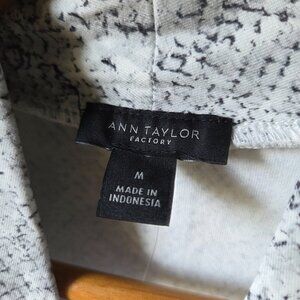 ANN TAYLOR
FACTORY
M
MADE IN
INDONESIA